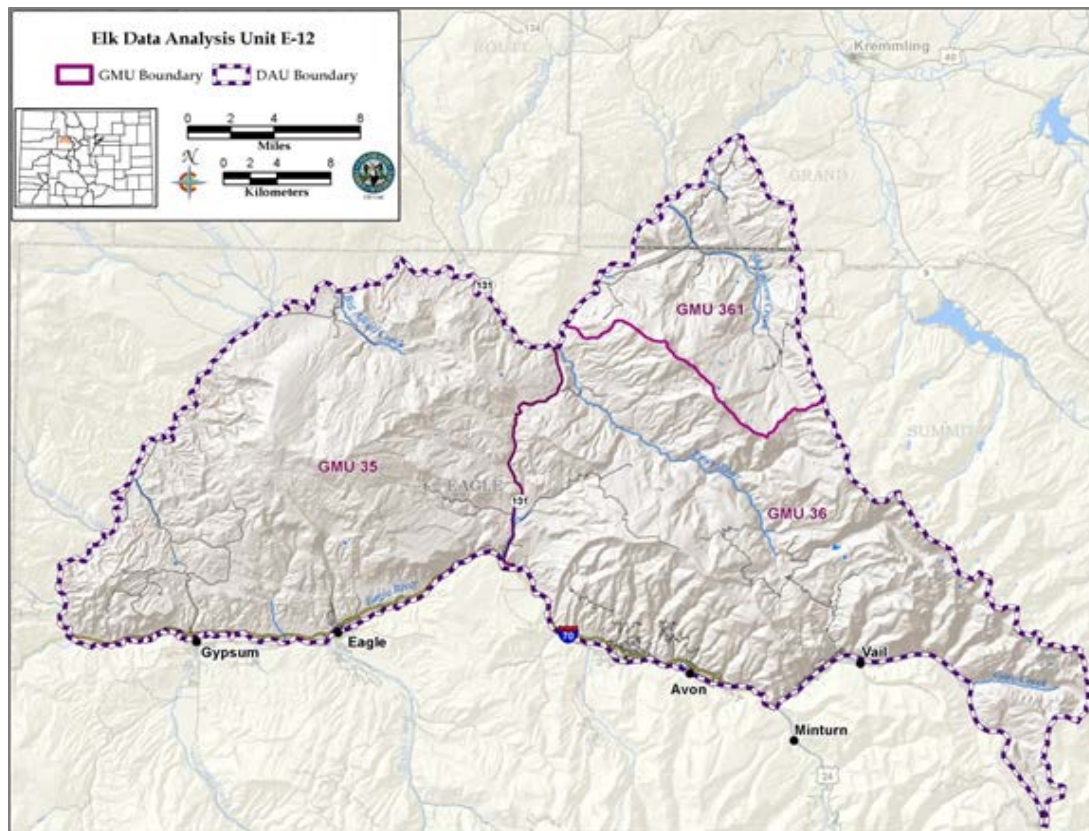 Elk Data Analysis Unit E-12
GMU Boundary
DAU Boundary
0 2 4 8
Miles
N
0 2 4 8
Kilometers
ROUTT
134
Kremmling
40
GRAND
9
131
GMU 361
GMU 35
EAGLE
131
SUMMIT
GMU 36
Eagle River
Gypsum
Eagle
70
Avon
Vail
Minturn
24